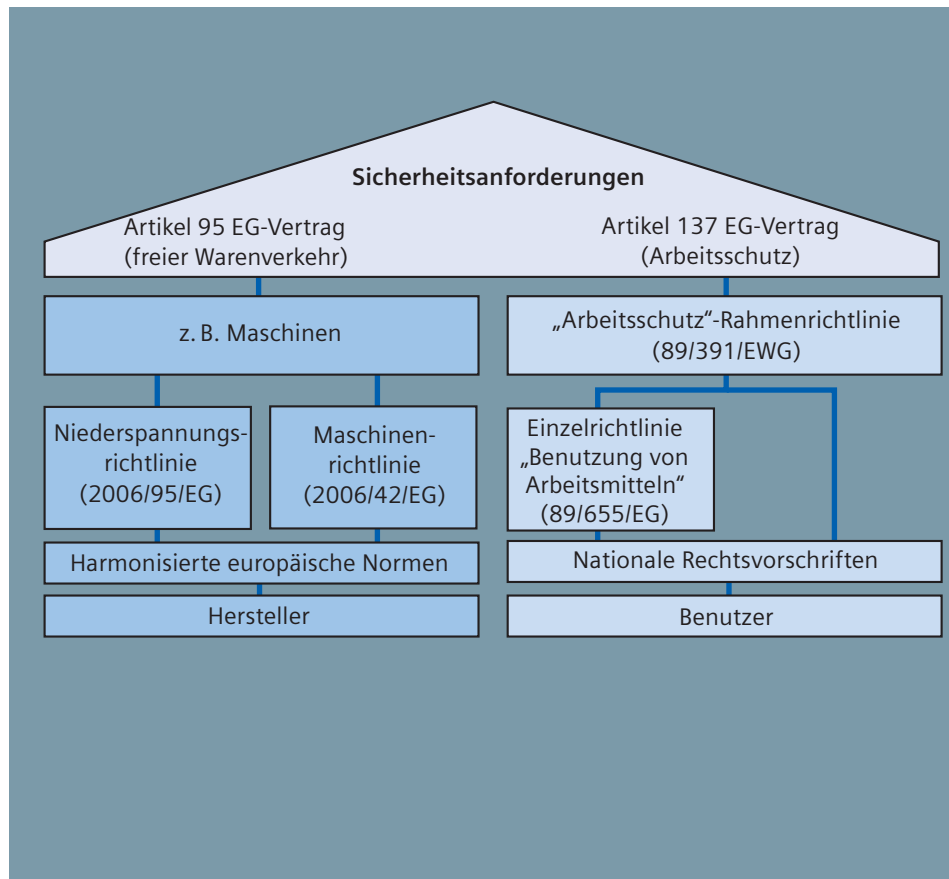 Sicherheitsanforderungen
Artikel 95 EG-Vertrag
(freier Warenverkehr)
Artikel 137 EG-Vertrag
(Arbeitsschutz)
z. B. Maschinen
„Arbeitsschutz“-Rahmenrichtlinie
(89/391/EWG)
Niederspannungs-
richtlinie
(2006/95/EG)
Maschinen-
richtlinie
(2006/42/EG)
Einzelrichtlinie
„Benutzung von
Arbeitsmitteln“
(89/655/EG)
Harmonisierte europäische Normen
Nationale Rechtsvorschriften
Hersteller
Benutzer